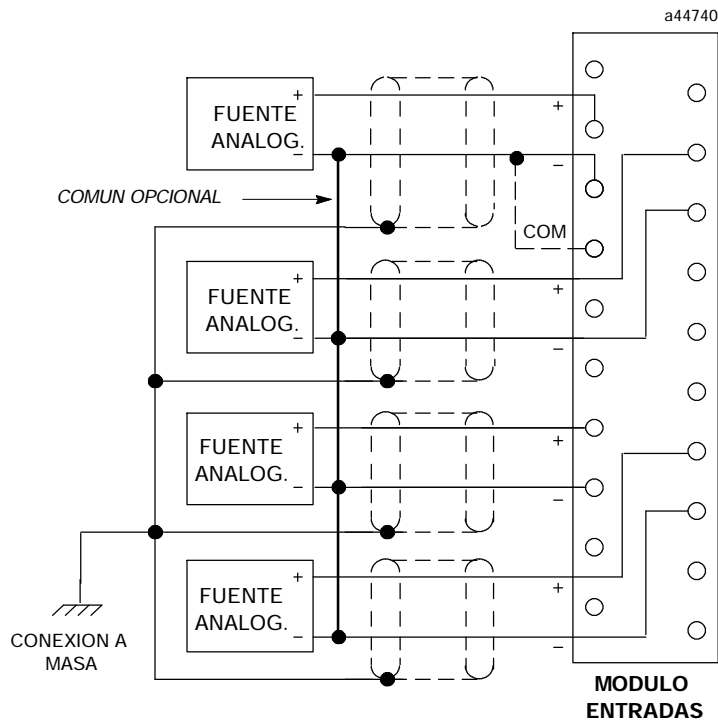 a44740
+
FUENTE
ANALOG.
–
+
–
COMUN OPCIONAL
COM
+
FUENTE
ANALOG.
–
+
–
+
FUENTE
ANALOG.
–
+
–
+
FUENTE
ANALOG.
–
+
–
CONEXION A
MASA
MODULO
ENTRADAS